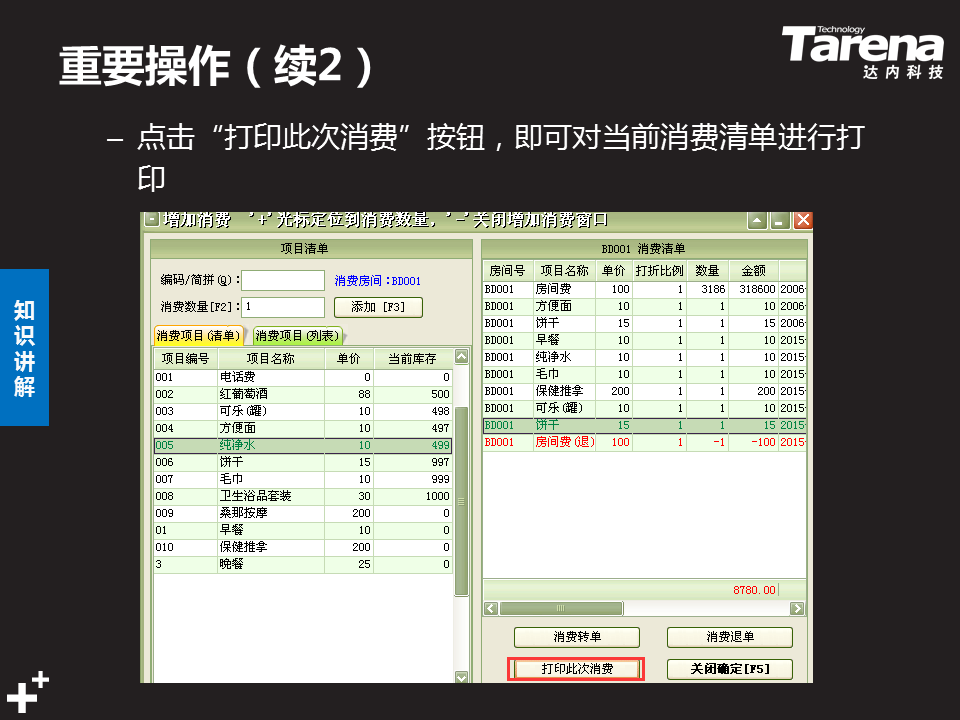 重要操作（续2）
Technology
Tarena
达内科技
– 点击“打印此次消费”按钮，即可对当前消费清单进行打
印
知识讲解
增加消费 '+'光标定位到消费数量, '-'关闭增加消费窗口
项目清单
编码/简拼(Q): 消费房间:BD001
消费数量[F2]: 1 添加 [F3]
消费项目(清单) 消费项目(列表)
项目编号 项目名称 单价 当前库存
001 电话费 0 0
002 红葡萄酒 88 500
003 可乐(罐) 10 498
004 方便面 10 497
005 纯净水 10 499
006 饼干 15 997
007 毛巾 10 999
008 卫生浴品套装 30 1000
009 桑那按摩 200 0
01 早餐 10 0
010 保健推拿 200 0
3 晚餐 25 0
BD001 消费清单
房间号 项目名称 单价 打折比例 数量 金额
BD001 房间费 100 1 3186 318600 2006-
BD001 方便面 10 1 1 10 2006-
BD001 饼干 15 1 1 15 2006-
BD001 早餐 10 1 1 10 2015-
BD001 纯净水 10 1 1 10 2015-
BD001 毛巾 10 1 1 10 2015-
BD001 保健推拿 200 1 1 200 2015-
BD001 可乐(罐) 10 1 1 10 2015-
BD001 饼干 15 1 1 15 2015-
BD001 房间费(退) 100 1 -1 -100 2015-
8780.00
消费转单 消费退单
打印此次消费 关闭确定[F5]